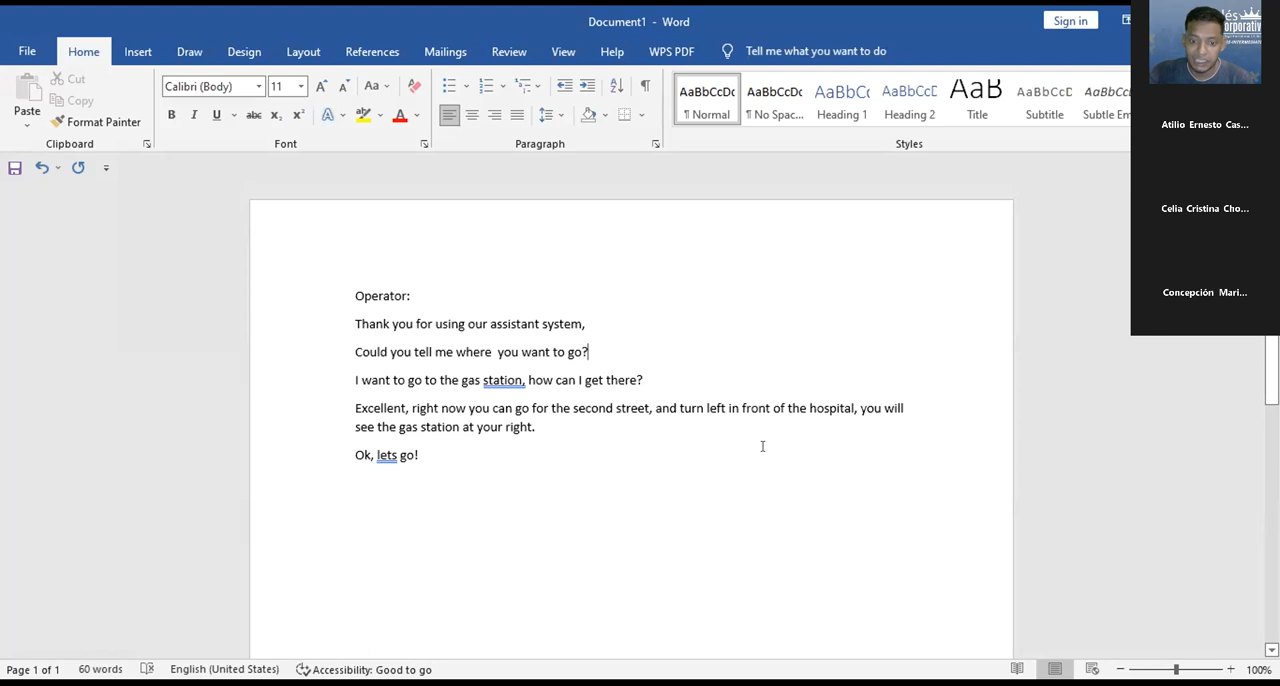 Document1 - Word
Sign in
File Home Insert Draw Design Layout References Mailings Review View Help WPS PDF Tell me what you want to do
Paste
Cut
Copy
Format Painter
Clipboard
Calibri (Body) 11
Font
Paragraph
AaBbCcDc AaBbCcDc AaBbC( AaBbCcC AaB AaBbCcD AaBbCcD
¶ Normal ¶ No Spac... Heading 1 Heading 2 Title Subtitle Subtle Em
Styles
Atilio Ernesto Cas...
Celia Cristina Cho...
Concepción Mari...
Operator:
Thank you for using our assistant system,
Could you tell me where  you want to go?
I want to go to the gas station, how can I get there?
Excellent, right now you can go for the second street, and turn left in front of the hospital, you will
see the gas station at your right.
Ok, lets go!
Page 1 of 1 60 words English (United States) Accessibility: Good to go 100%